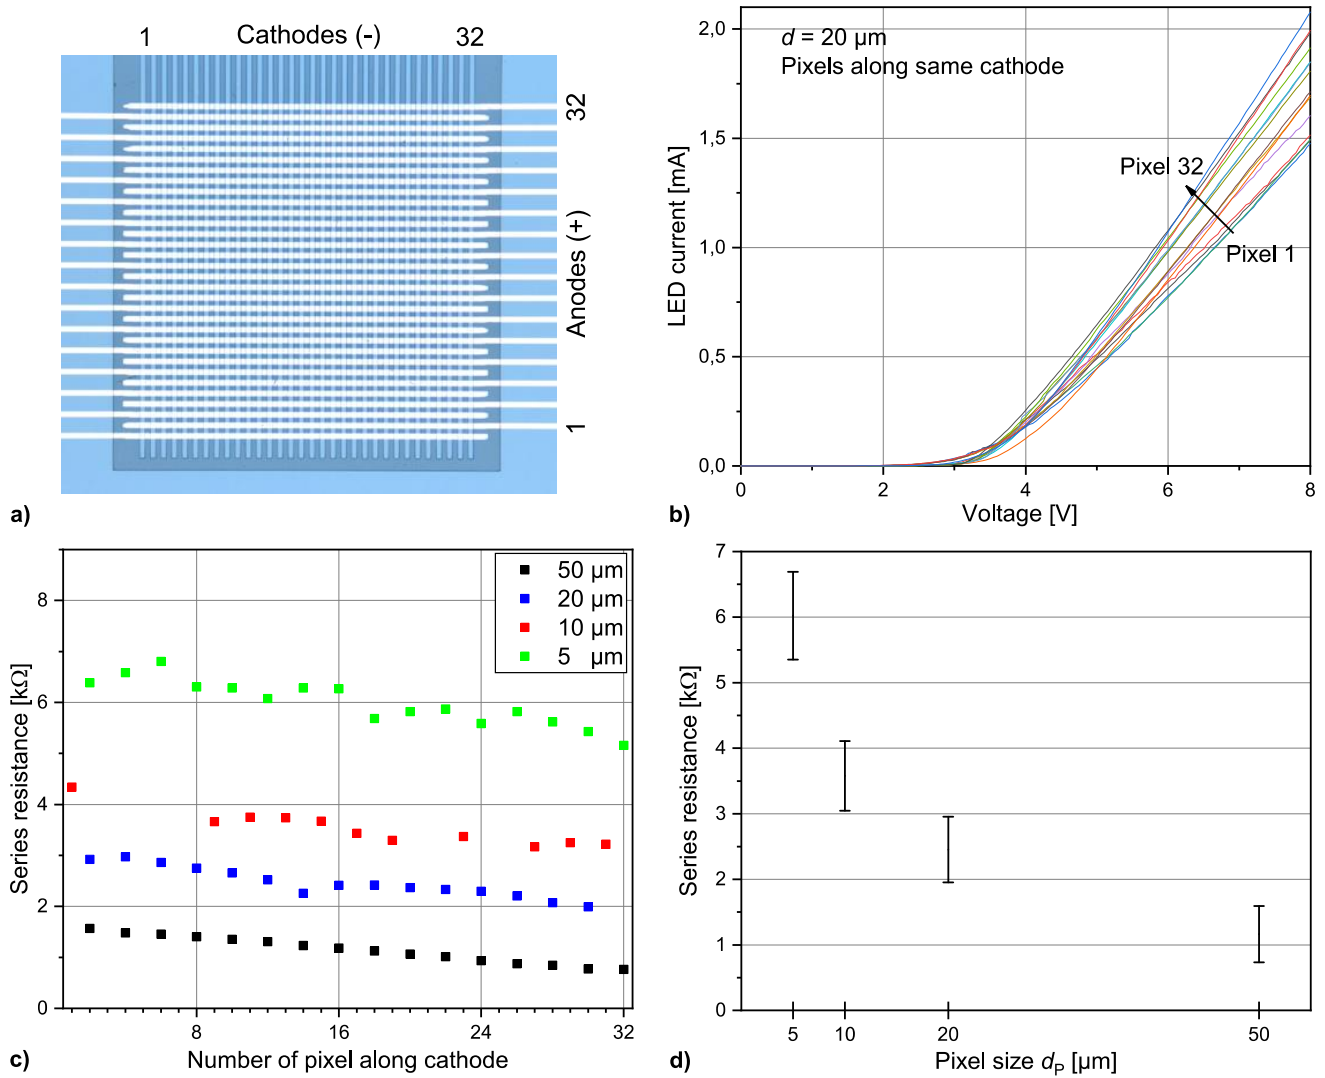 1 Cathodes (-) 32
32
Anodes (+)
1
a)
2,0
1,5
1,0
0,5
0,0
LED current [mA]
d = 20 µm
Pixels along same cathode
Pixel 32
Pixel 1
0 2 4 6 8
Voltage [V]
b)
8
6
4
2
0
Series resistance [kΩ]
50 µm
20 µm
10 µm
5 µm
8 16 24 32
Number of pixel along cathode
c)
7
6
5
4
3
2
1
0
Series resistance [kΩ]
5 10 20 50
Pixel size dP [µm]
d)